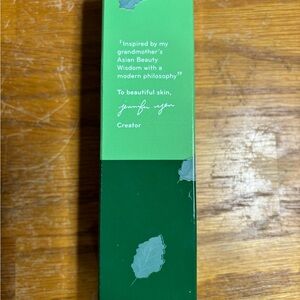 "Inspired by my
grandmother's
Asian Beauty
Wisdom with a
modern philosophy"
To beautiful skin,
Creator